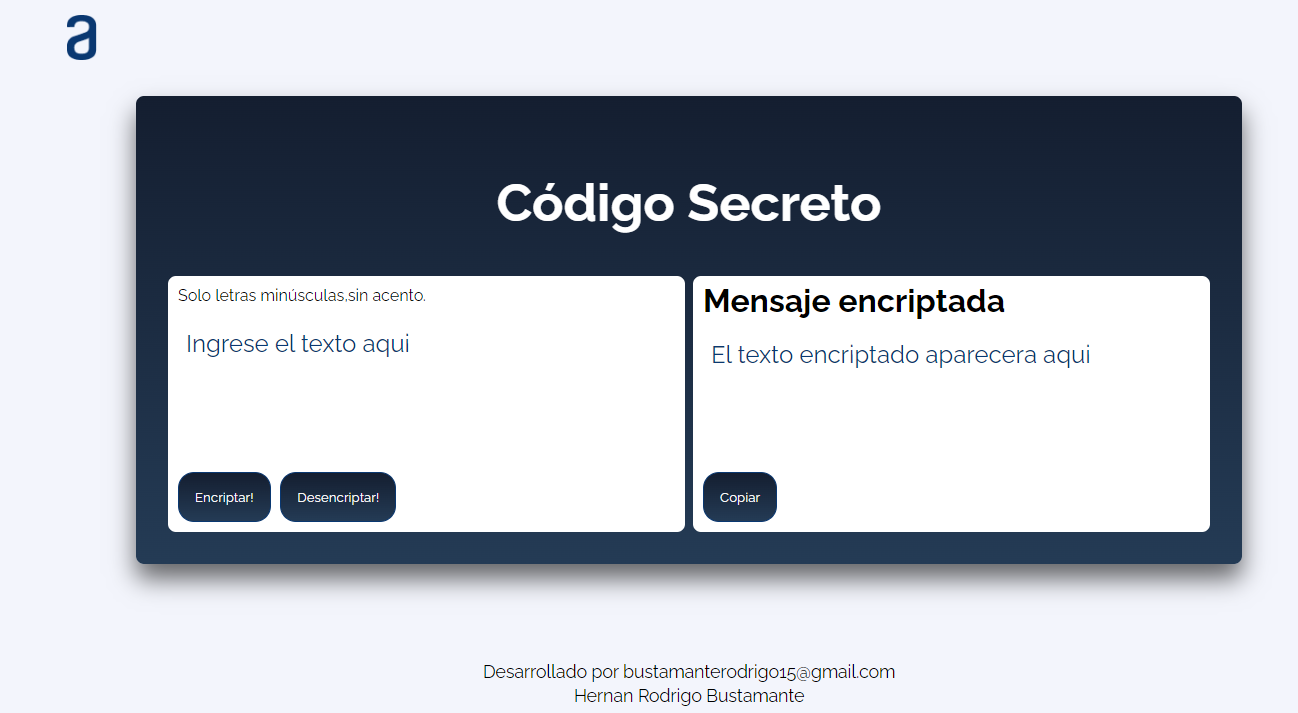 a
Código Secreto
Solo letras minúsculas,sin acento.
Ingrese el texto aqui
Encriptar!
Desencriptar!
Mensaje encriptada
El texto encriptado aparecera aqui
Copiar
Desarrollado por bustamanterodrigo15@gmail.com
Hernan Rodrigo Bustamante